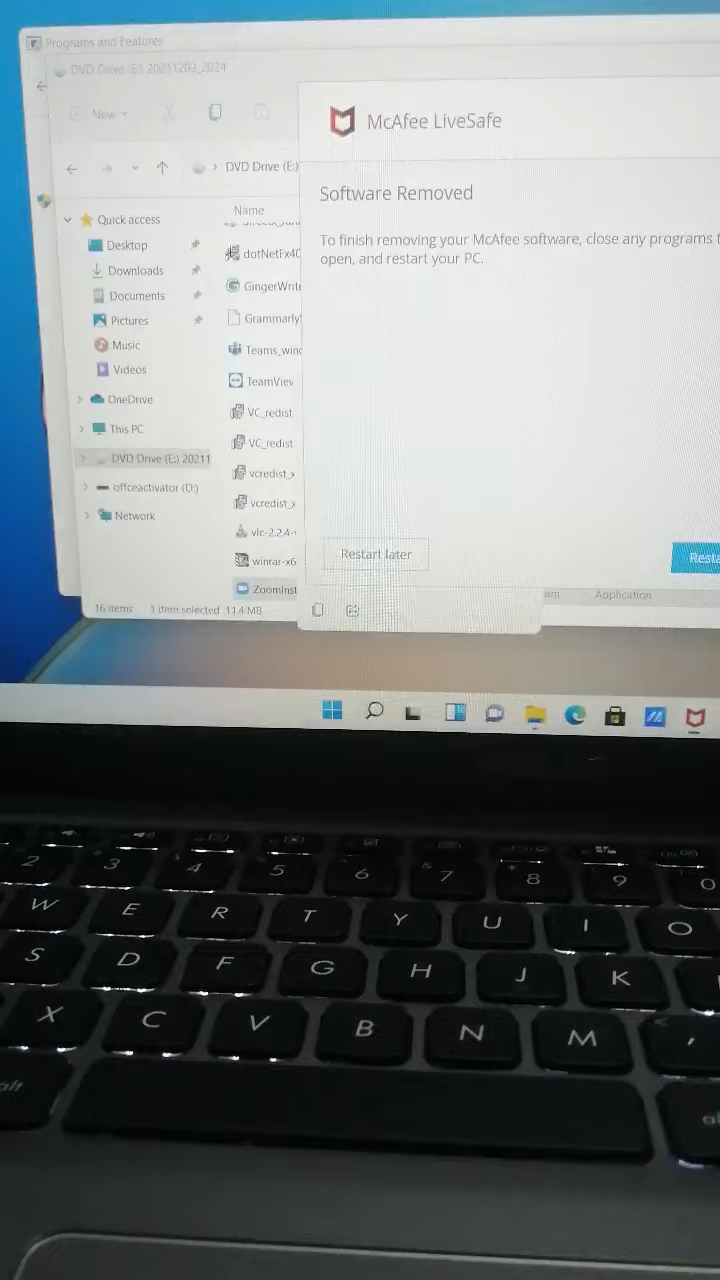 Programs and Features
DVD Drive (E:) 20211203_2024
New
DVD Drive (E:)
McAfee LiveSafe
Software Removed
To finish removing your McAfee software, close any programs
open, and restart your PC.
Quick access
Desktop
Downloads
Documents
Pictures
Music
Videos
OneDrive
This PC
DVD Drive (E:) 20211
offceactivator (D:)
Network
Name
dotNetFx40
GingerWrite
Grammarly
Teams_wind
TeamViev
VC_redist
VC_redist
vcredist_x
vcredist_x
vlc-2.2.4-
winrar-x6
ZoomInst
Restart later
Resta
16 items 1 item selected 11.4 MB
am Application
2 3 4 5 6 & 7 * 8 9 0
W E R T Y U I O
S D F G H J K
X C V B N M ,
alt